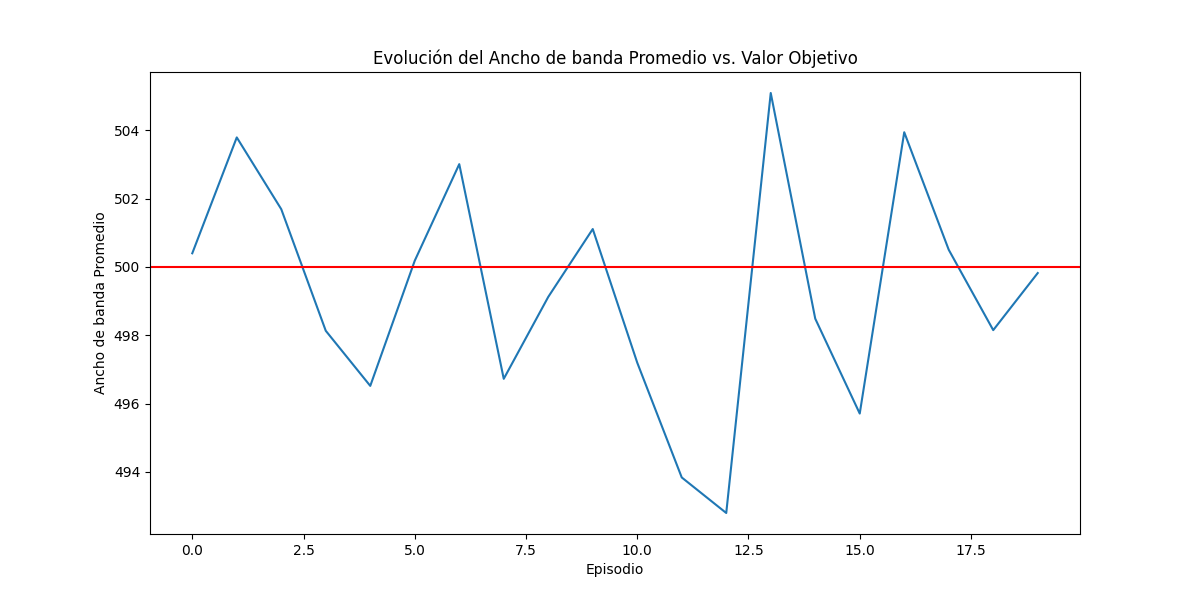 Evolución del Ancho de banda Promedio vs. Valor Objetivo
504
502
500
498
496
494
Ancho de banda Promedio
0.0 2.5 5.0 7.5 10.0 12.5 15.0 17.5
Episodio